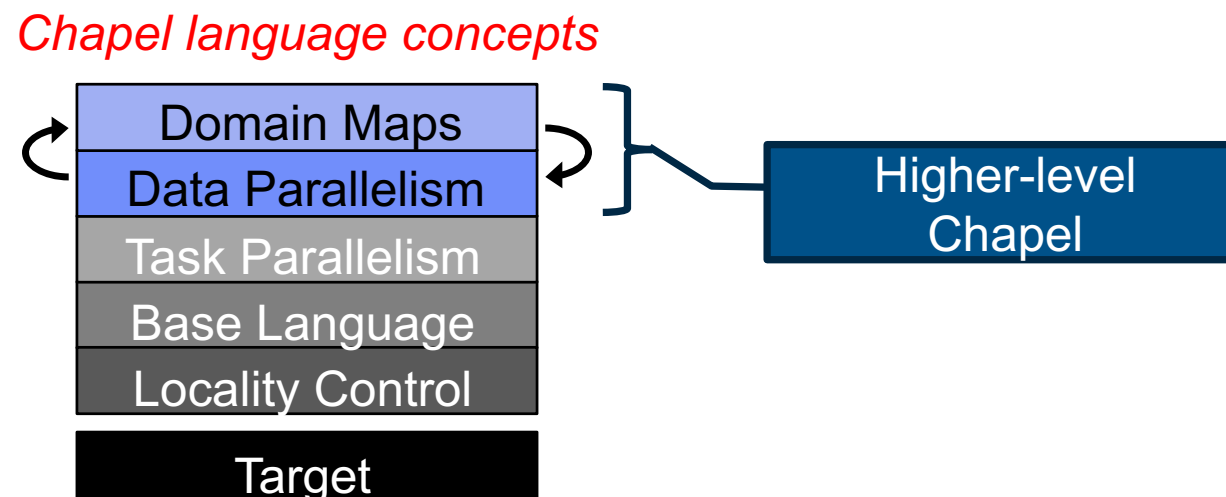 Chapel language concepts
Domain Maps
Data Parallelism
Task Parallelism
Base Language
Locality Control
Target
Higher-level
Chapel